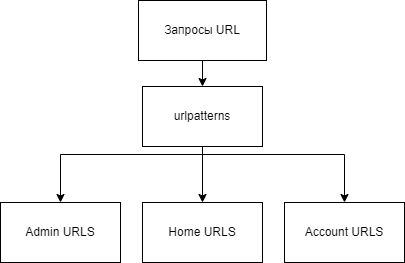 Запросы URL
urlpatterns
Admin URLS
Home URLS
Account URLS